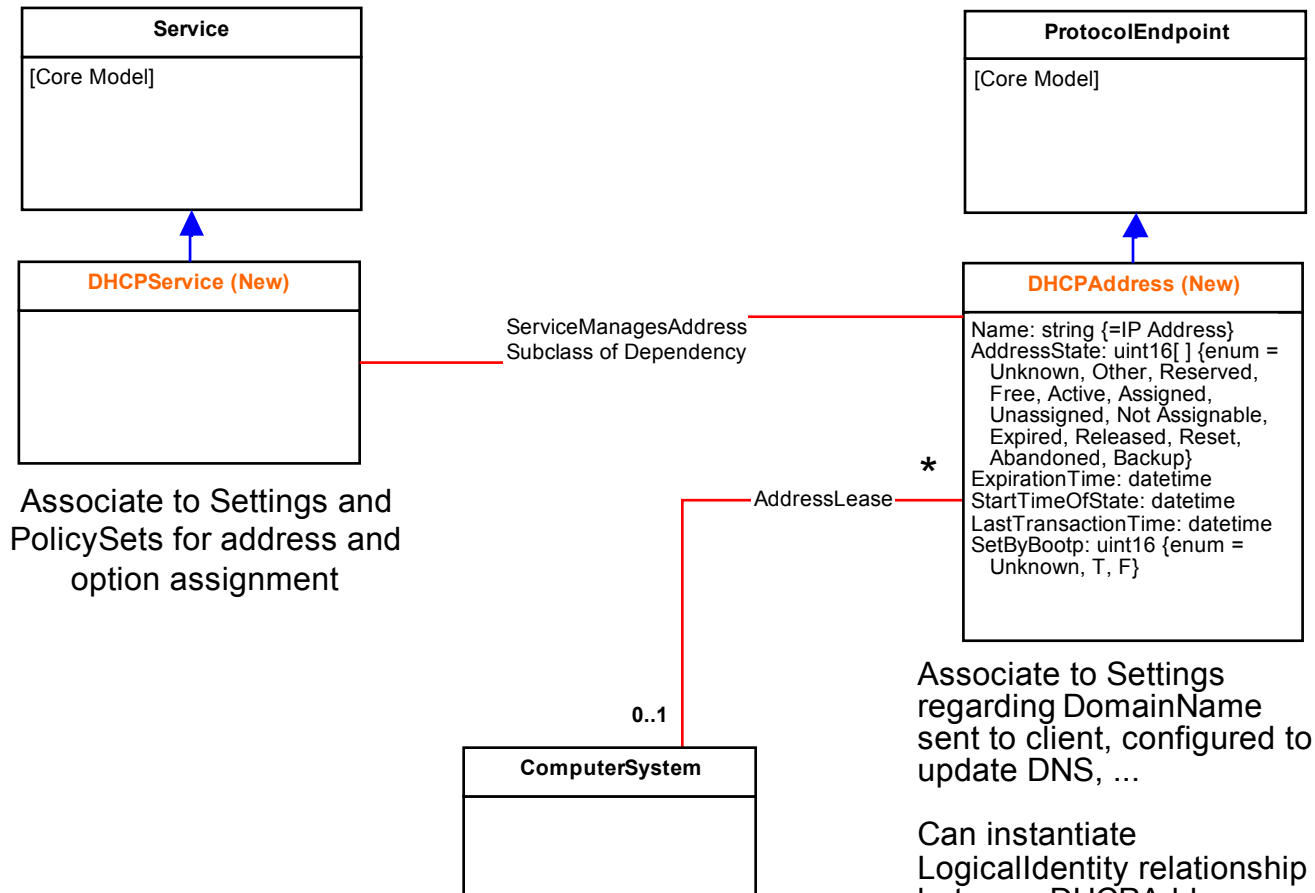 Service
[Core Model]
ProtocolEndpoint
[Core Model]
DHCPService (New)
DHCPAddress (New)
Name: string {=IP Address}
AddressState: uint16[ ] {enum =
Unknown, Other, Reserved,
Free, Active, Assigned,
Unassigned, Not Assignable,
Expired, Released, Reset,
Abandoned, Backup}
ExpirationTime: datetime
StartTimeOfState: datetime
LastTransactionTime: datetime
SetByBootp: uint16 {enum =
Unknown, T, F}
ServiceManagesAddress
Subclass of Dependency
*
AddressLease
0..1
Associate to Settings and
PolicySets for address and
option assignment
ComputerSystem
Associate to Settings
regarding DomainName
sent to client, configured to
update DNS, ...
Can instantiate
LogicalIdentity relationship